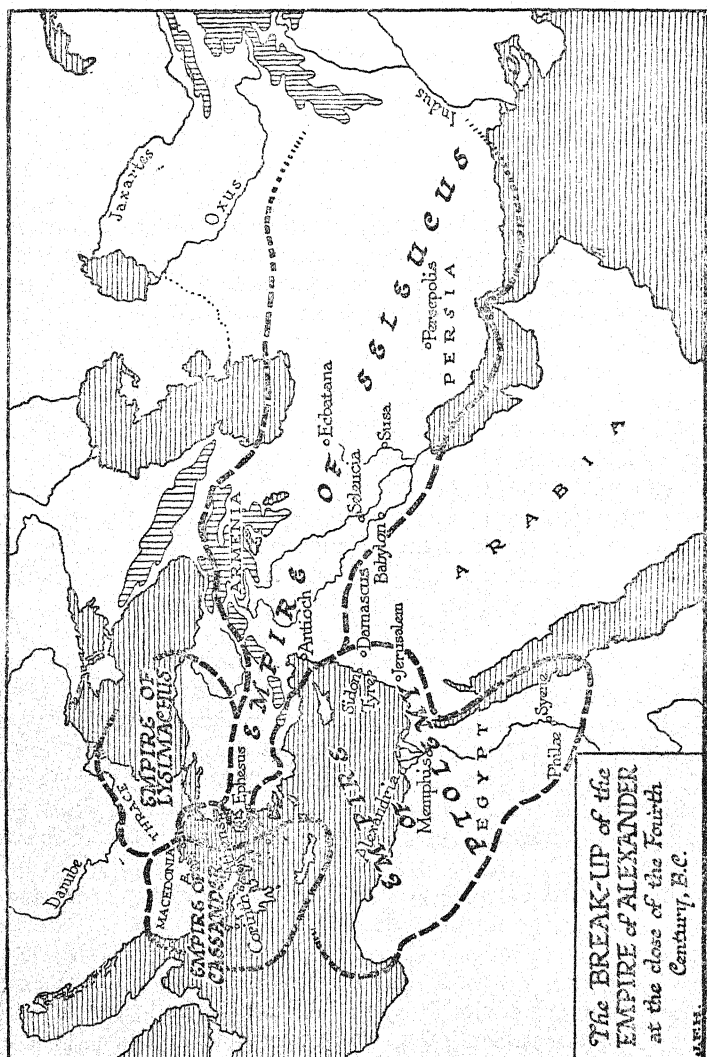 Jaxartes
Oxus
Indus
EMPIRE OF SELEUCUS
Persepolis
PERSIA
Ecbatana
Susa
Seleucia
ARMENIA
Babylon
ARABIA
Antioch
Damascus
Jerusalem
Sidon
Tyre
EMPIRE OF
LYSIMACHUS
THRACE
Danube
MACEDONIA
EMPIRE OF
CASSANDER
Ephesus
EMPIRE OF PTOLEMY
Alexandria
Memphis
EGYPT
Syene
Philæ
The BREAK-UP of the
EMPIRE of ALEXANDER
at the close of the Fourth
Century, B.C.
J.F.H.